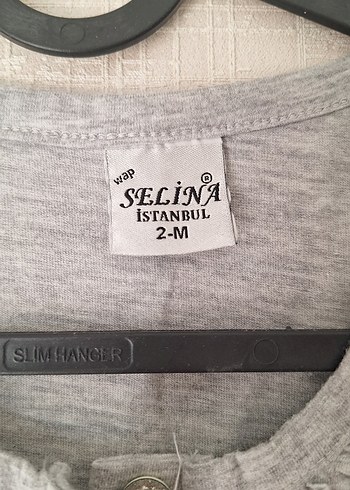 wap
SELİNA®
İSTANBUL
2-M
SLIM HANGER